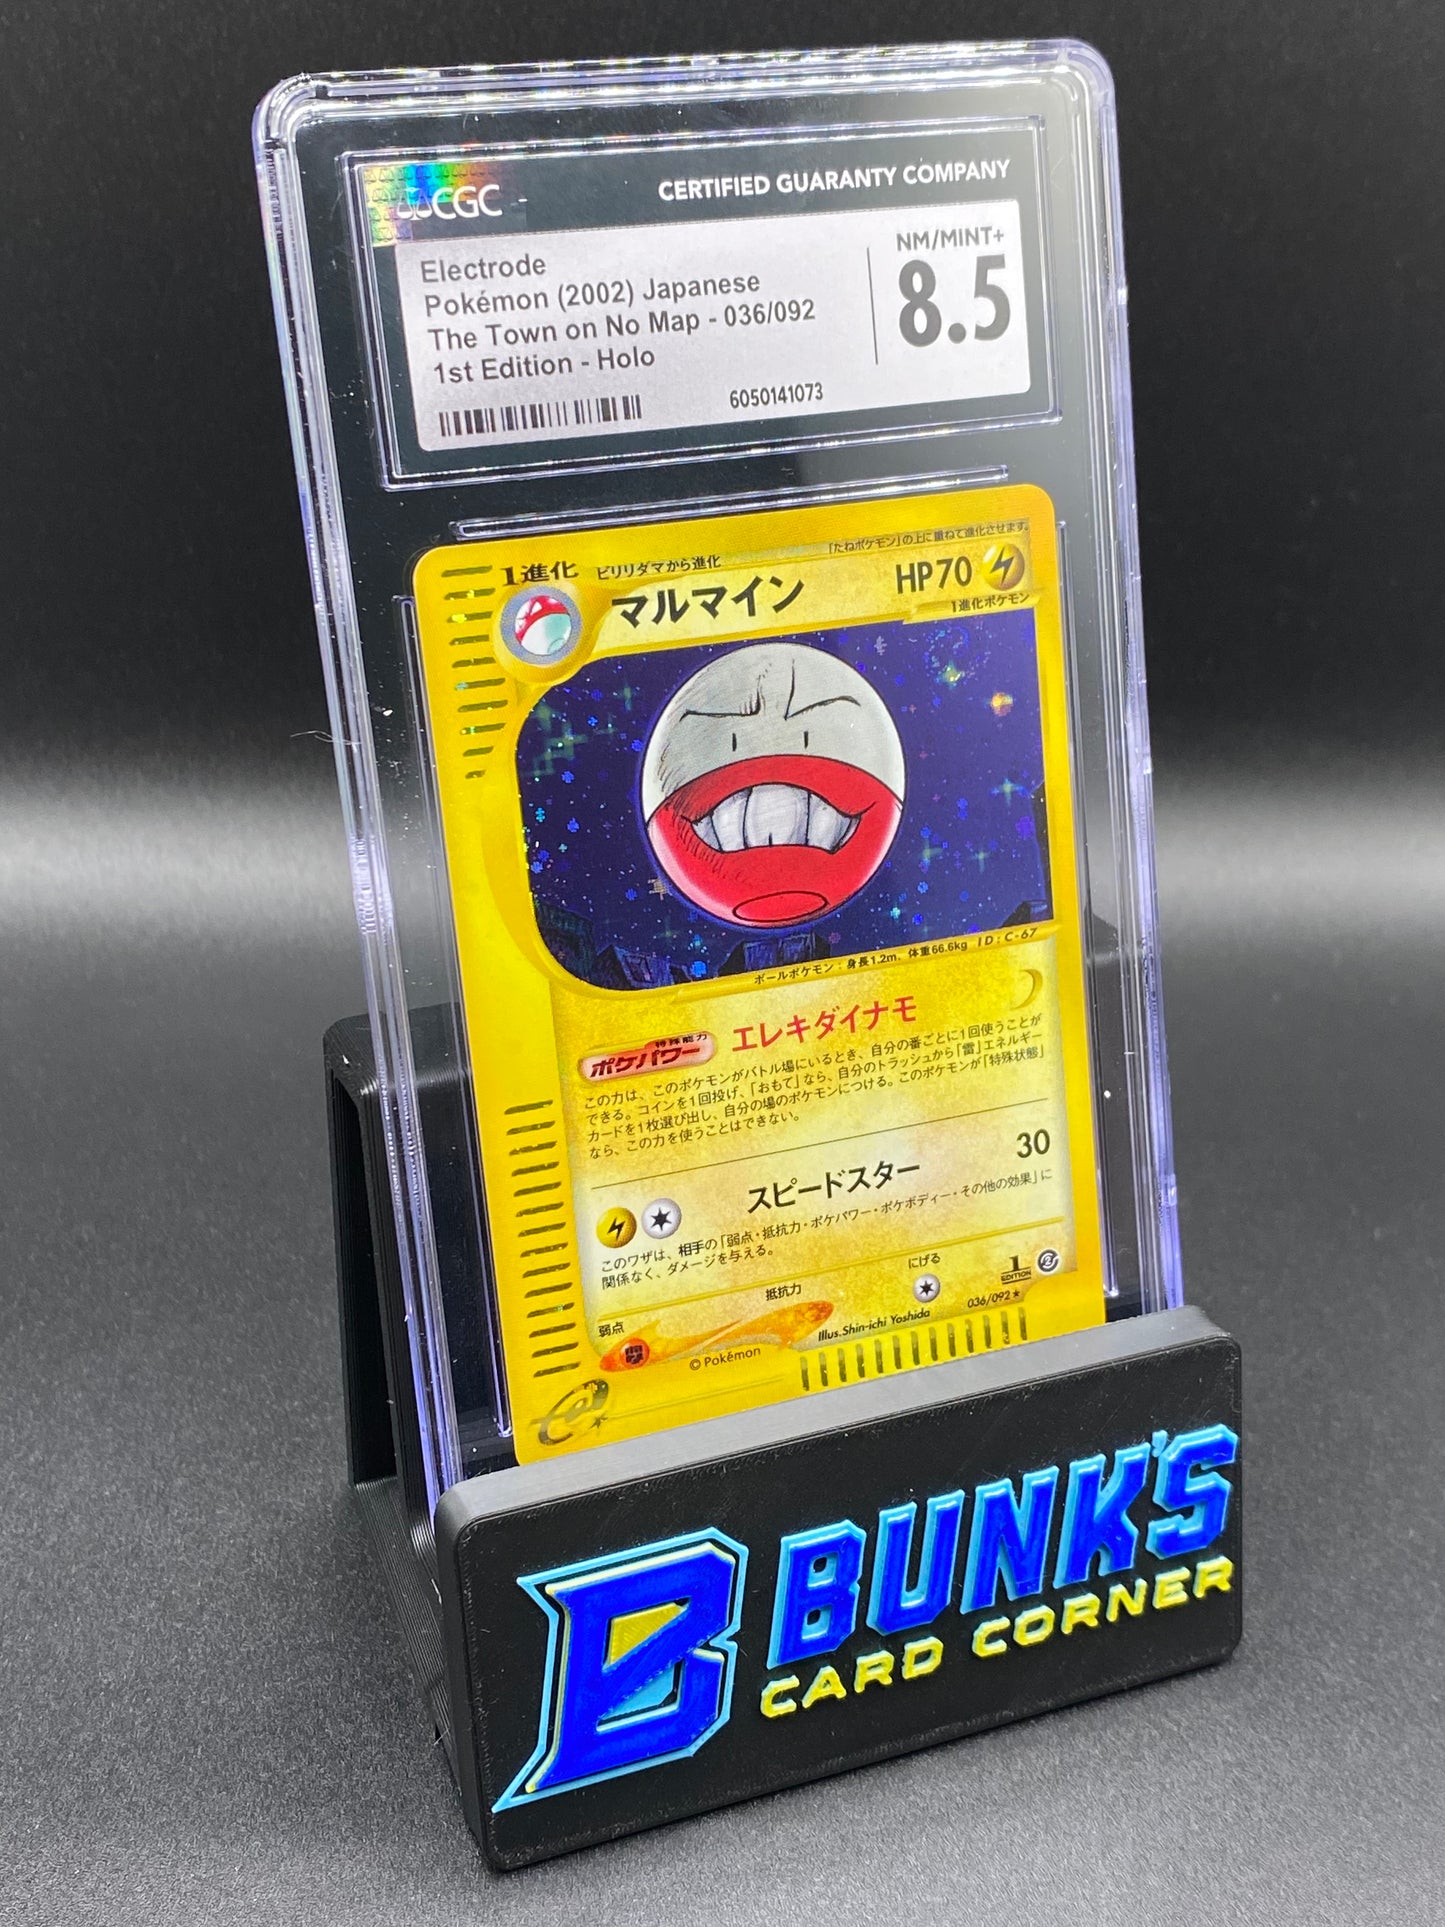 CGC
CERTIFIED GUARANTY COMPANY
Electrode
Pokémon (2002) Japanese
The Town on No Map - 036/092
1st Edition - Holo
6050141073
NM/MINT+
8.5
1進化
ビリリダマから進化
「たねポケモン」の上に重ねて進化させます。
マルマイン
HP70
1進化ポケモン
ボールポケモン：身長1.2m、体重66.6kg ID:C-67
ポケパワー
特殊能力
エレキダイナモ
この力は、このポケモンがバトル場にいるとき、自分の番ごとに1回使うことが
できる。コインを1回投げ、「おもて」なら、自分のトラッシュから「雷」エネルギー
カードを1枚選び出し、自分の場のポケモンにつける。このポケモンが「特殊状態」
なら、この力を使うことはできない。
スピードスター
30
このワザは、相手の「弱点・抵抗力・ポケパワー・ポケボディー・その他の効果」に
関係なく、ダメージを与える。
弱点
抵抗力
にげる
1
EDITION
036/092★
Illus.Shin-ichi Yoshida
©Pokémon
e
B
BUNK'S
CARD CORNER